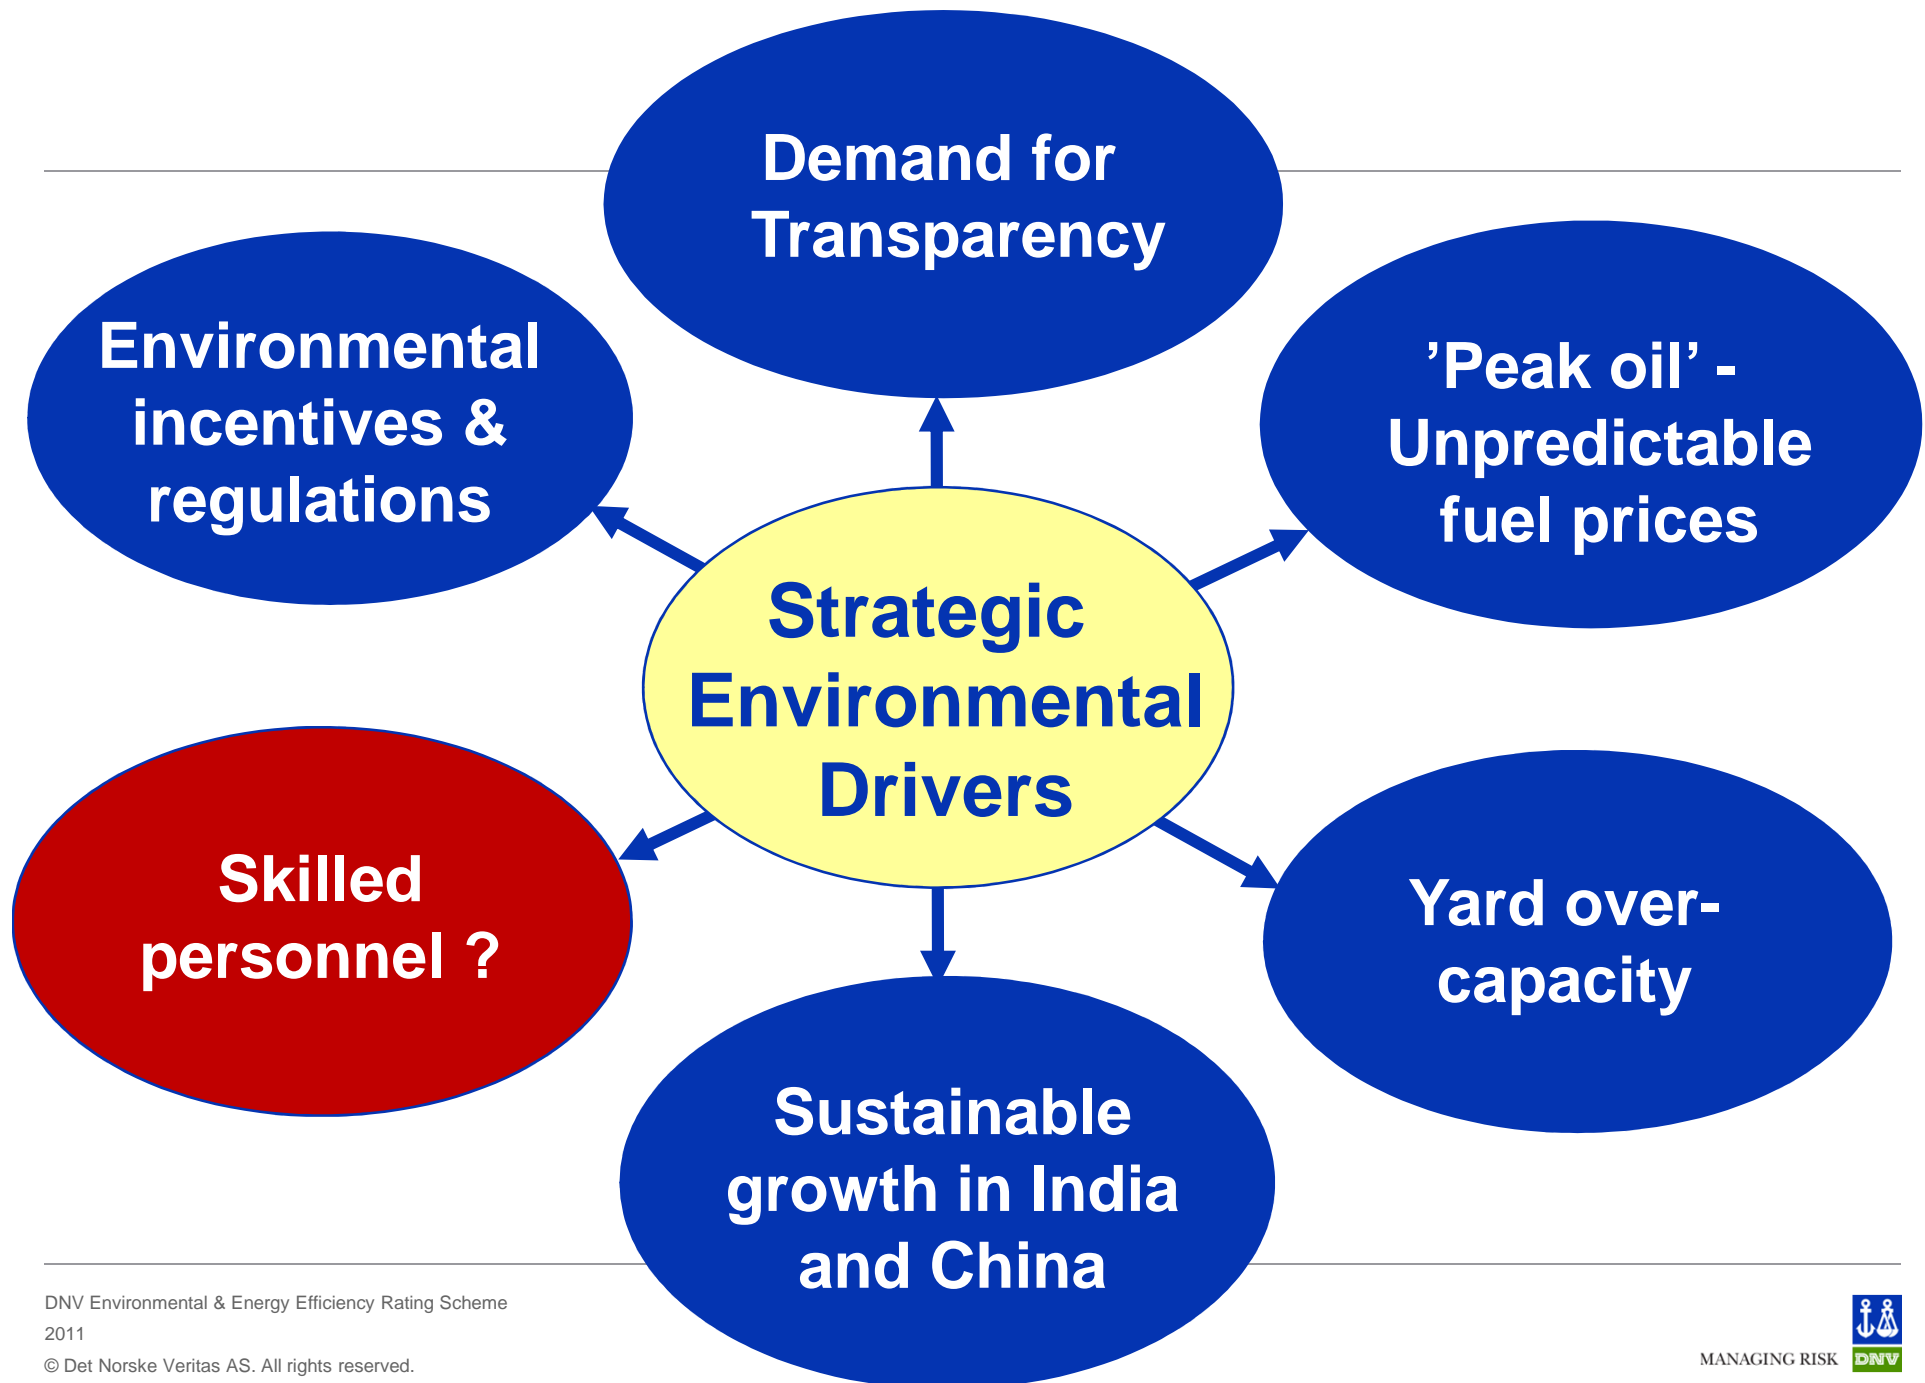 Demand for
Transparency
Environmental
incentives &
regulations
’Peak oil’ -
Unpredictable
fuel prices
Strategic
Environmental
Drivers
Skilled
personnel ?
Yard over-
capacity
Sustainable
growth in India
and China
DNV Environmental & Energy Efficiency Rating Scheme
2011
© Det Norske Veritas AS. All rights reserved.
MANAGING RISK
DNV